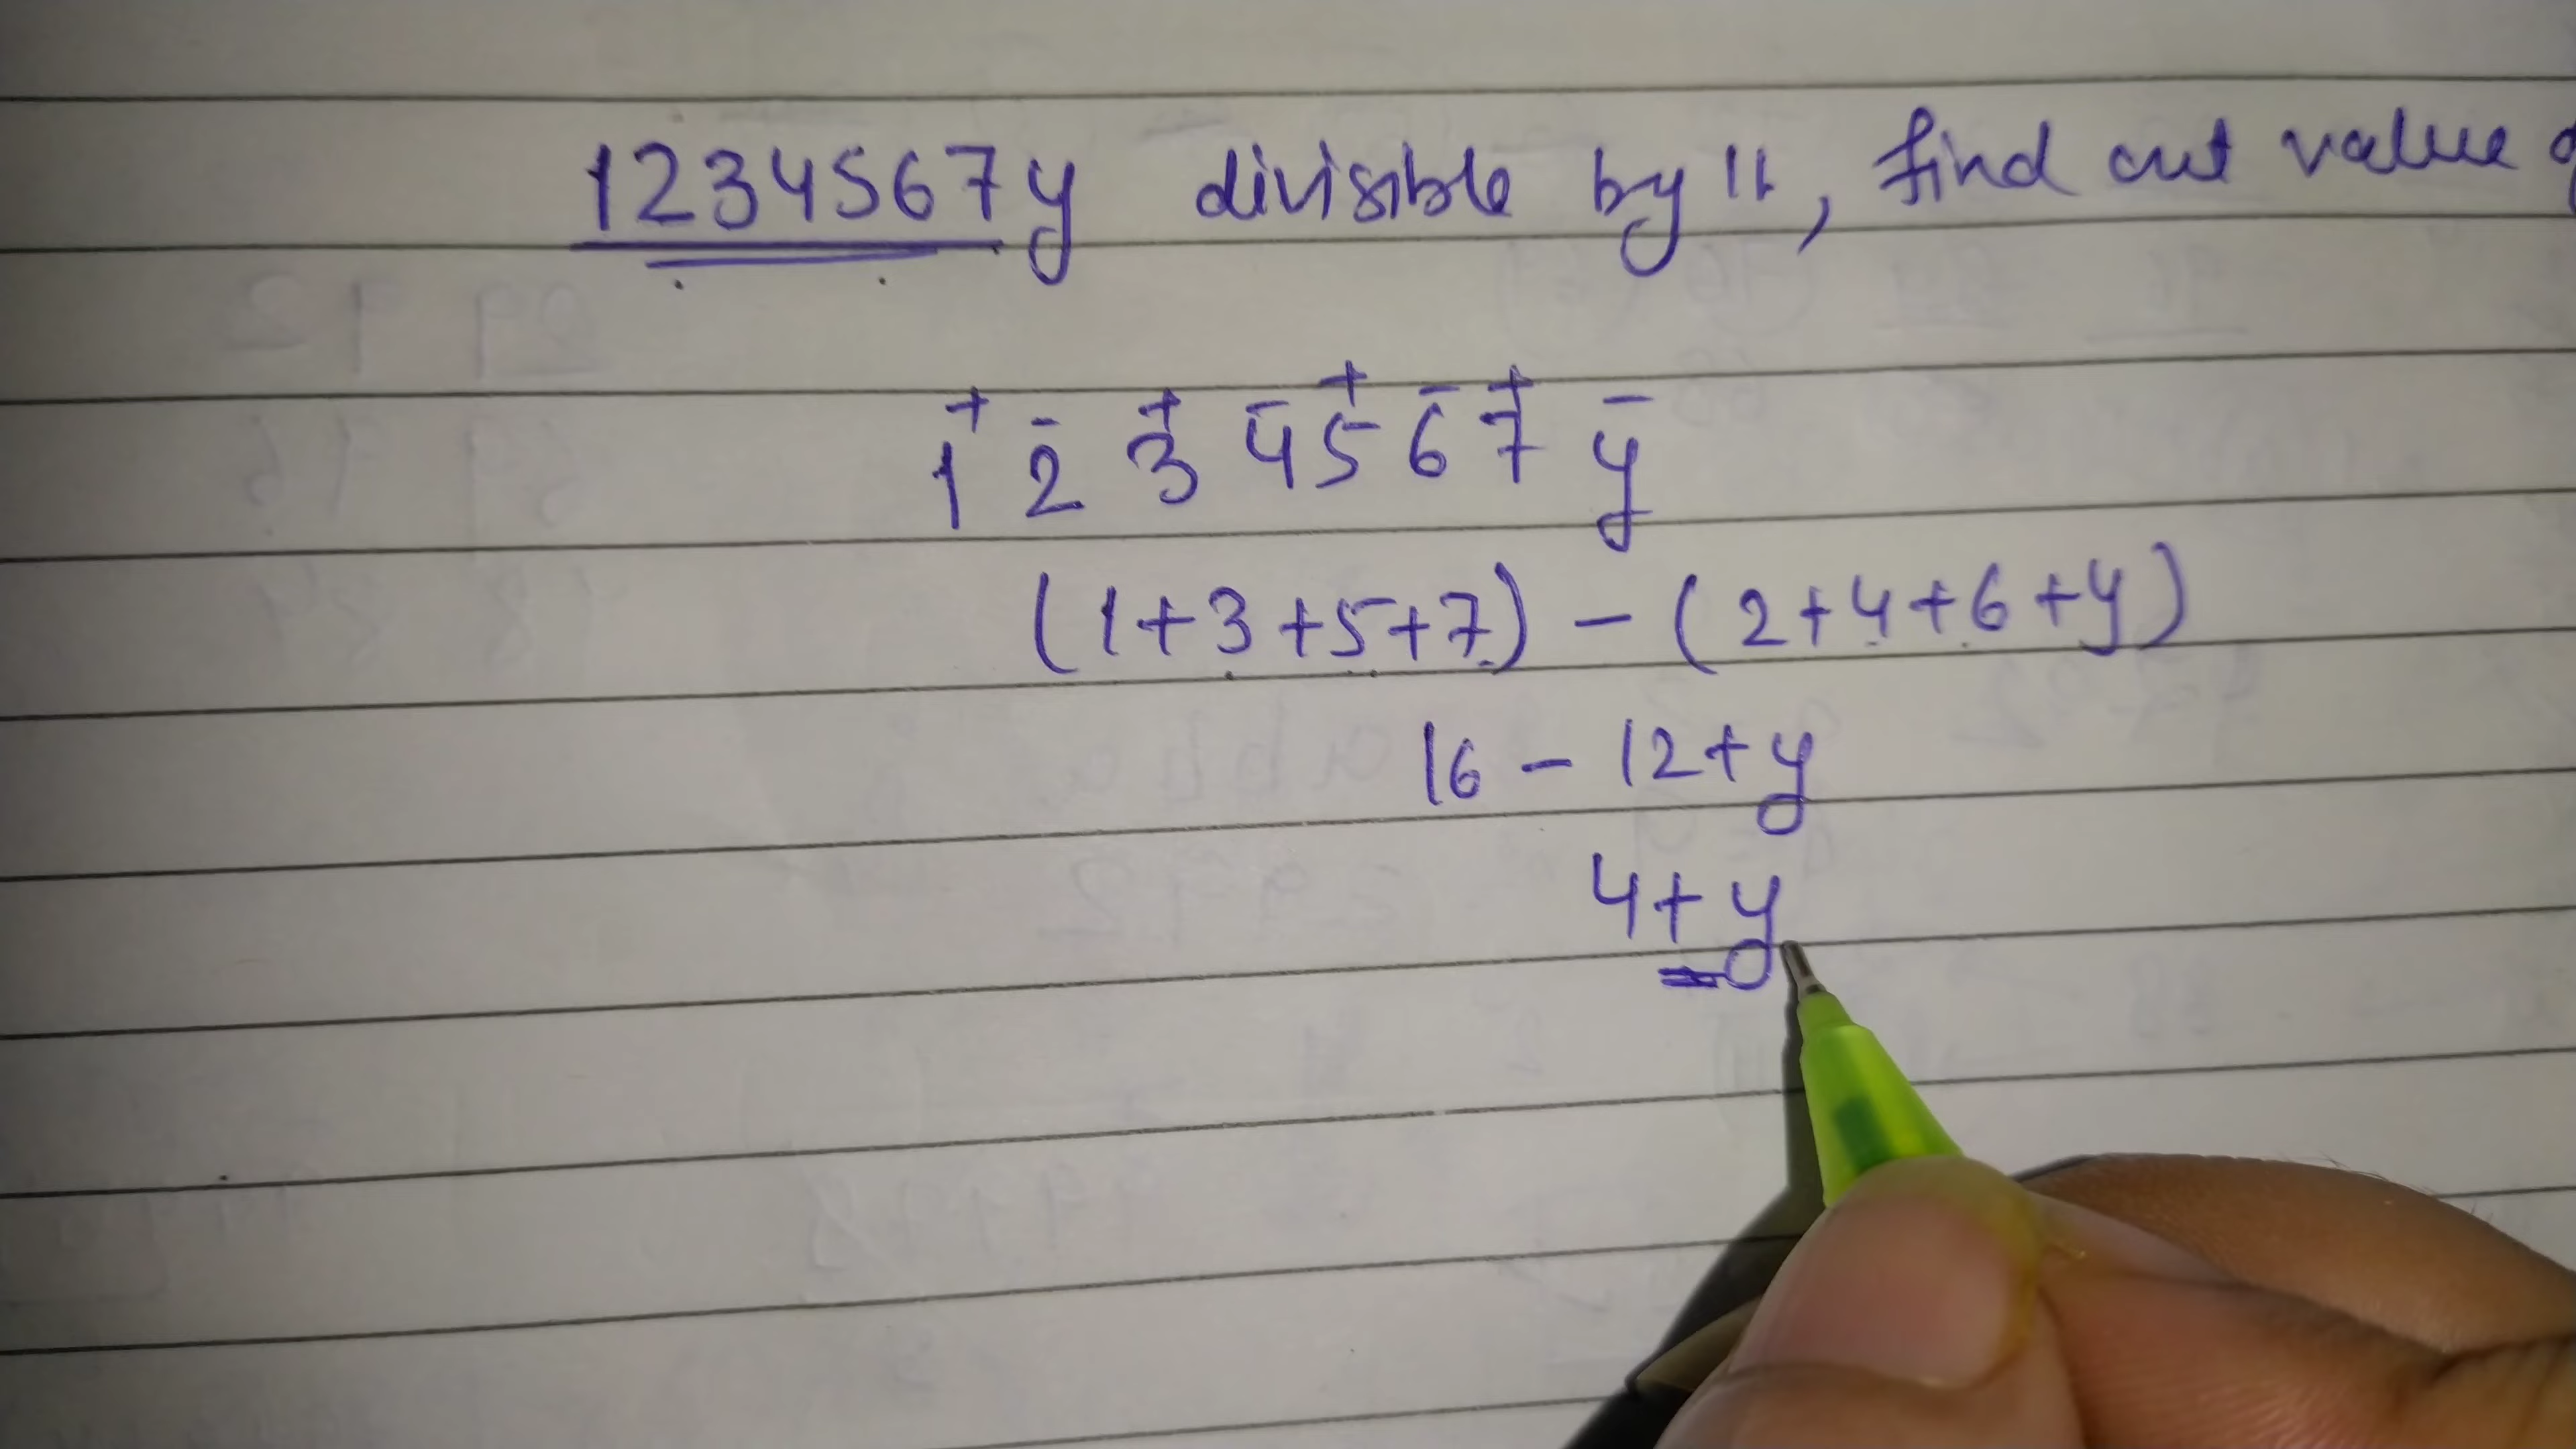 1234567y divisible by 11, find out value
+ - + - + - + -
1 2 3 4 5 6 7 y
(1+3+5+7) - (2+4+6+y)
16 - 12+y
4+y
=